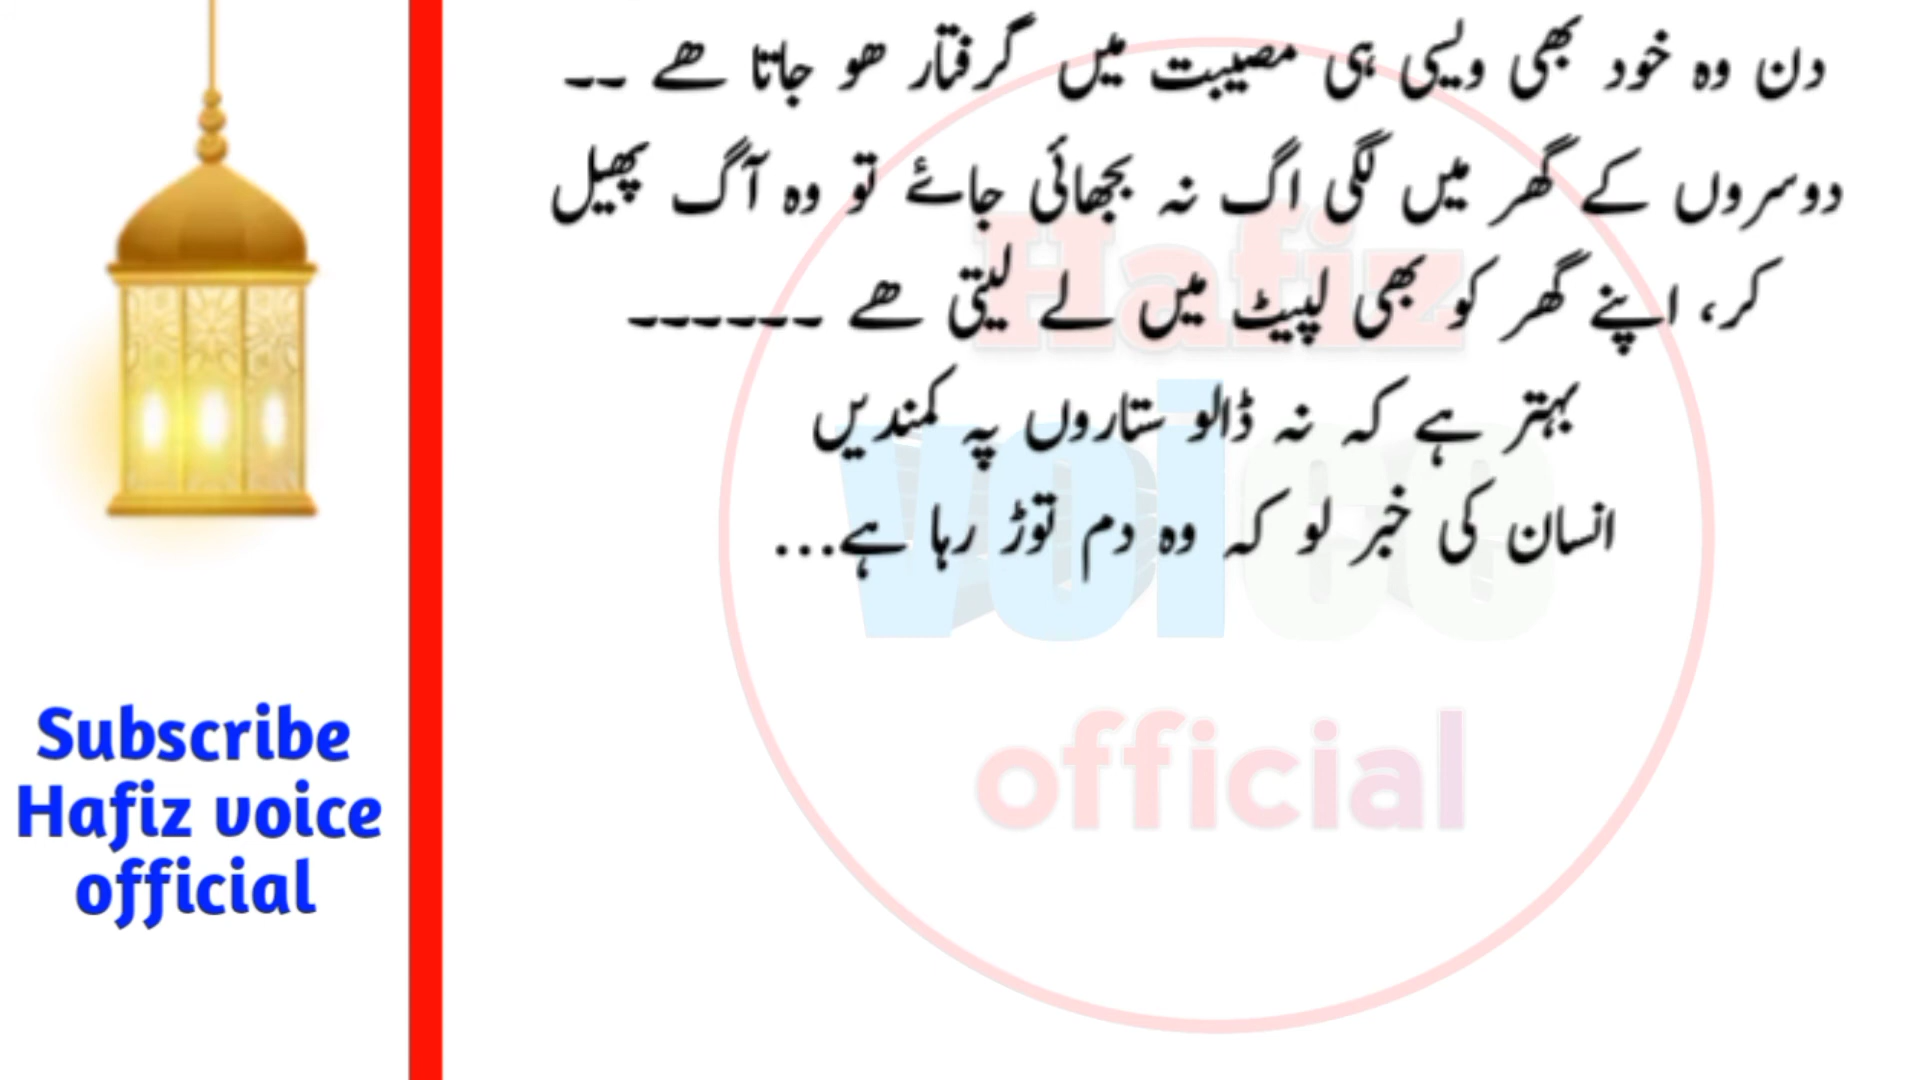 دن وہ خود بھی ویسی ہی مصیبت میں گرفتار ھو جاتا ھے ۔۔
دوسروں کے گھر میں لگی اگ نہ بجھائی جائے تو وہ آگ پھیل
کر، اپنے گھر کو بھی لپیٹ میں لے لیتی ھے ۔۔۔۔۔۔
بہتر ہے کہ نہ ڈالو ستاروں پہ کمندیں
انسان کی خبر لو کہ وہ دم توڑ رہا ہے...
Hafiz
voice
official
Subscribe
Hafiz voice
official